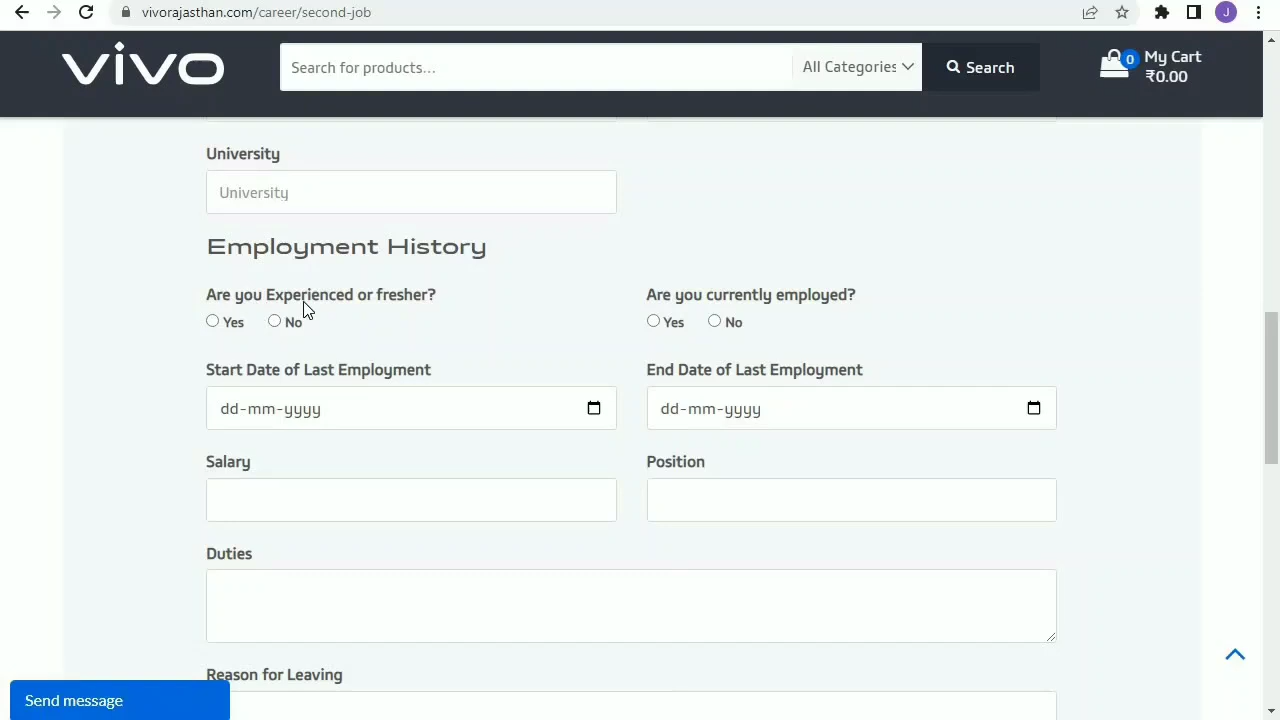 vivorajasthan.com/career/second-job
J
vivo
Search for products...
All Categories
Search
0
My Cart
₹0.00
University
University
Employment History
Are you Experienced or fresher?
Are you currently employed?
Yes No
Yes No
Start Date of Last Employment
End Date of Last Employment
dd-mm-yyyy
dd-mm-yyyy
Salary
Position
Duties
Reason for Leaving
Send message